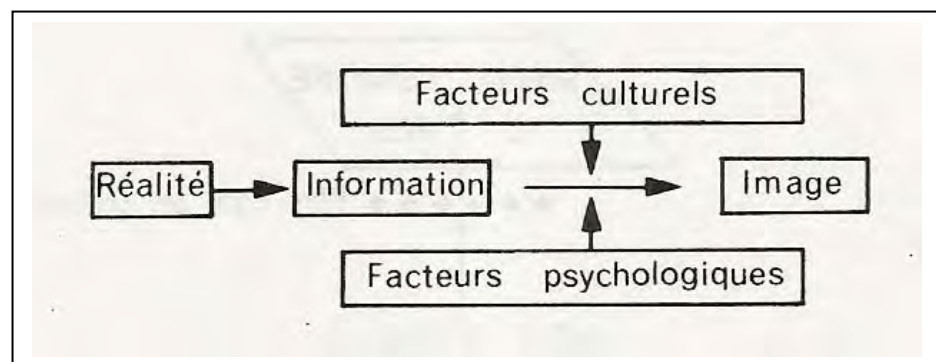 Facteurs culturels
Réalité
Information
Image
Facteurs psychologiques